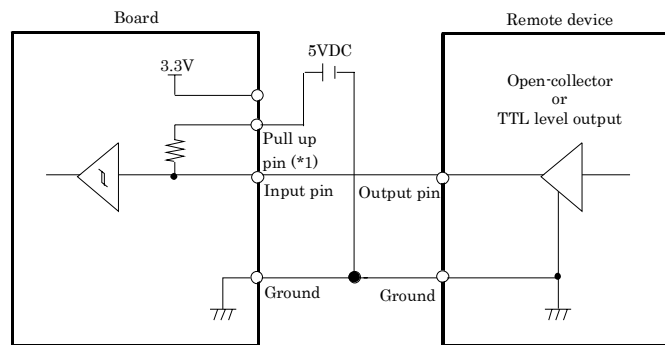 Board
Remote device
3.3V
5VDC
Open-collector
or
TTL level output
Pull up
pin (*1)
Input pin
Output pin
Ground
Ground